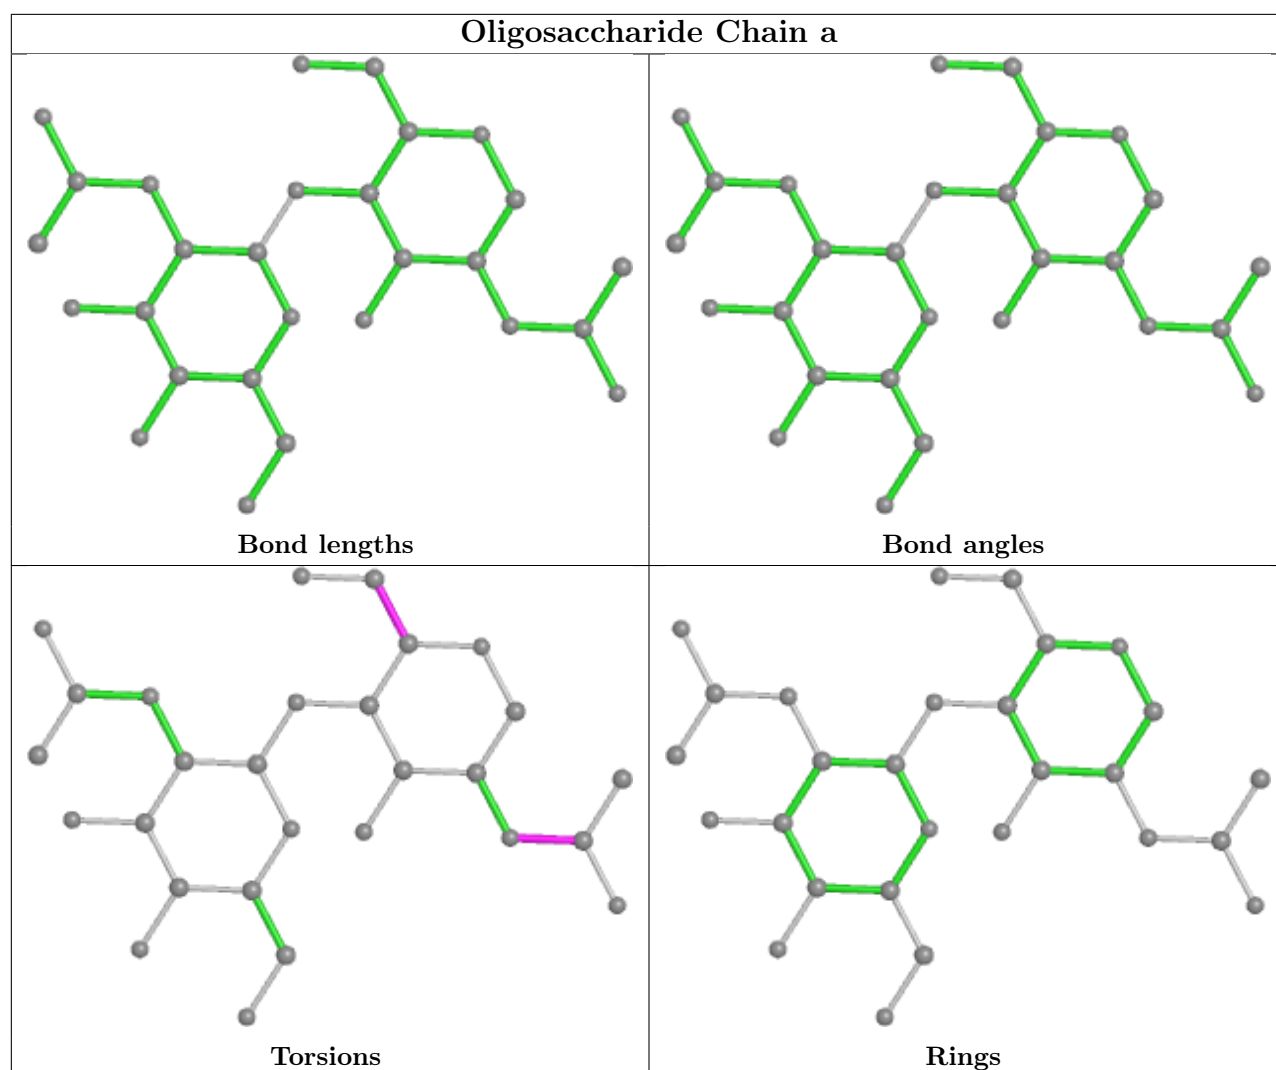 Oligosaccharide Chain a
Bond lengths
Bond angles
Torsions
Rings